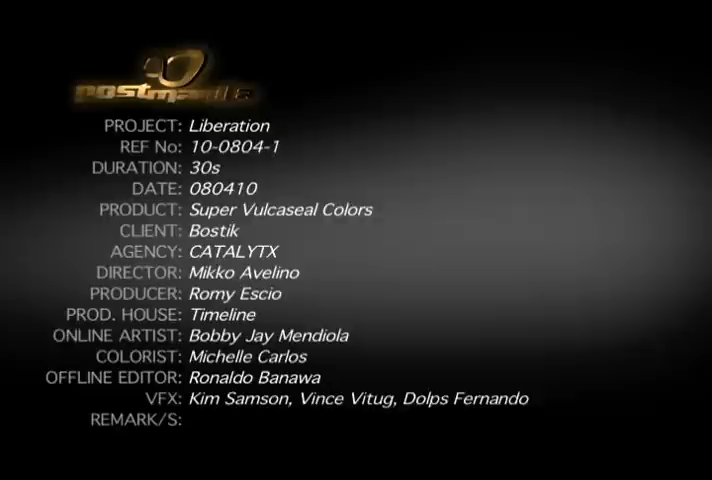 postmanila
PROJECT: Liberation
REF No: 10-0804-1
DURATION: 30s
DATE: 080410
PRODUCT: Super Vulcaseal Colors
CLIENT: Bostik
AGENCY: CATALYTX
DIRECTOR: Mikko Avelino
PRODUCER: Romy Escio
PROD. HOUSE: Timeline
ONLINE ARTIST: Bobby Jay Mendiola
COLORIST: Michelle Carlos
OFFLINE EDITOR: Ronaldo Banawa
VFX: Kim Samson, Vince Vitug, Dolps Fernando
REMARK/S: